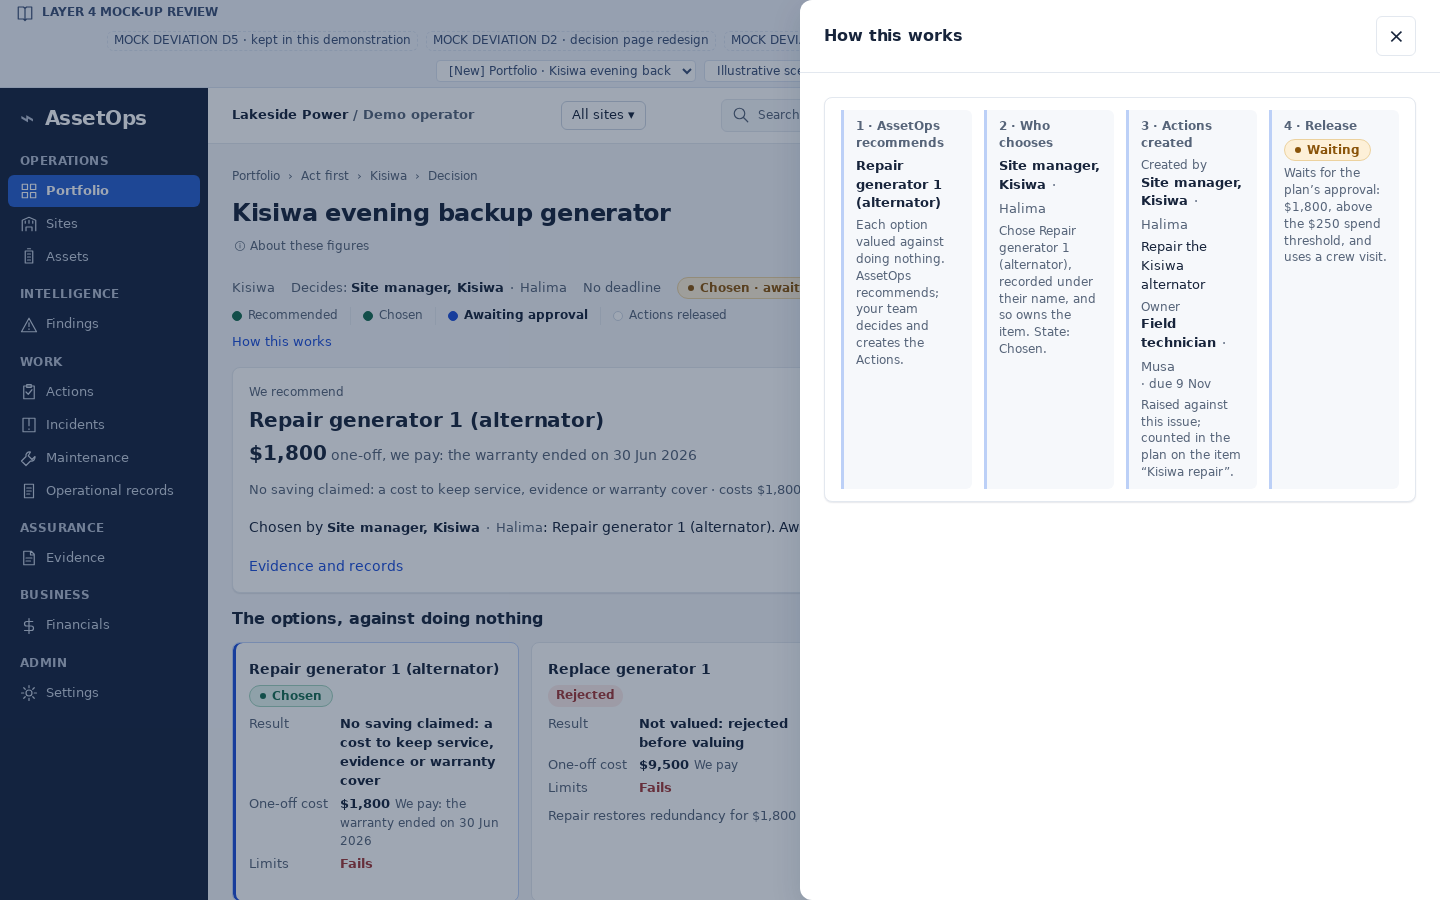 LAYER 4 MOCK-UP REVIEW
MOCK DEVIATION D5 · kept in this demonstration
MOCK DEVIATION D2 · decision page redesign
MOCK
[New] Portfolio · Kisiwa evening back
Illustrative
AssetOps
OPERATIONS
Portfolio
Sites
Assets
INTELLIGENCE
Findings
WORK
Actions
Incidents
Maintenance
Operational records
ASSURANCE
Evidence
BUSINESS
Financials
ADMIN
Settings
Lakeside Power / Demo operator
All sites ▾
Search
Portfolio › Act first › Kisiwa › Decision
Kisiwa evening backup generator
About these figures
Kisiwa Decides: Site manager, Kisiwa · Halima No deadline Chosen ·
Recommended
Chosen
Awaiting approval
Actions released
How this works
We recommend
Repair generator 1 (alternator)
$1,800 one-off, we pay: the warranty ended on 30 Jun 2026
No saving claimed: a cost to keep service, evidence or warranty cover · costs $1,800
Chosen by Site manager, Kisiwa · Halima: Repair generator 1 (alternator).
Evidence and records
The options, against doing nothing
Repair generator 1 (alternator)
Chosen
Result No saving claimed: a
cost to keep service,
evidence or warranty
cover
One-off cost $1,800 We pay: the
warranty ended on 30 Jun
2026
Limits Fails
Replace generator 1
Rejected
Result Not valued: rejected
before valuing
One-off cost $9,500 We pay
Limits Fails
Repair restores redundancy for $1,800
How this works
1 · AssetOps
recommends
Repair
generator 1
(alternator)
Each option
valued against
doing nothing.
AssetOps
recommends;
your team
decides and
creates the
Actions.
2 · Who
chooses
Site manager,
Kisiwa ·
Halima
Chose Repair
generator 1
(alternator),
recorded under
their name, and
so owns the
item. State:
Chosen.
3 · Actions
created
Created by
Site manager,
Kisiwa ·
Halima
Repair the
Kisiwa
alternator
Owner
Field
technician ·
Musa
· due 9 Nov
Raised against
this issue;
counted in the
plan on the item
“Kisiwa repair”.
4 · Release
Waiting
Waits for the
plan’s approval:
$1,800, above
the $250 spend
threshold, and
uses a crew visit.